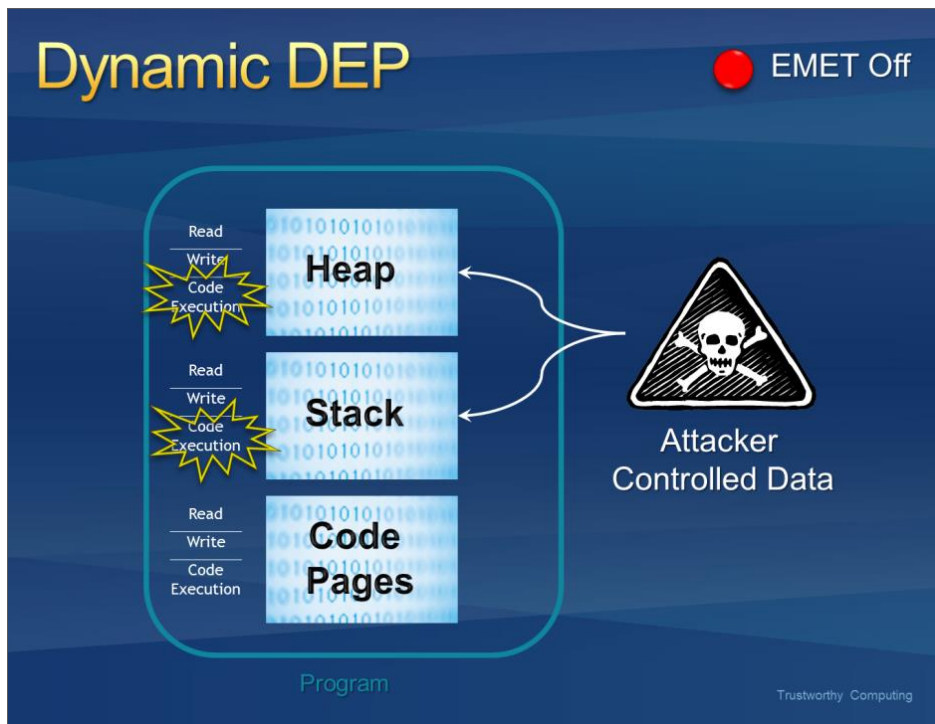 Dynamic DEP
EMET Off
Read
Write
Code
Execution
Heap
Read
Write
Code
Execution
Stack
Read
Write
Code
Execution
Code
Pages
Attacker
Controlled Data
Program
Trustworthy Computing